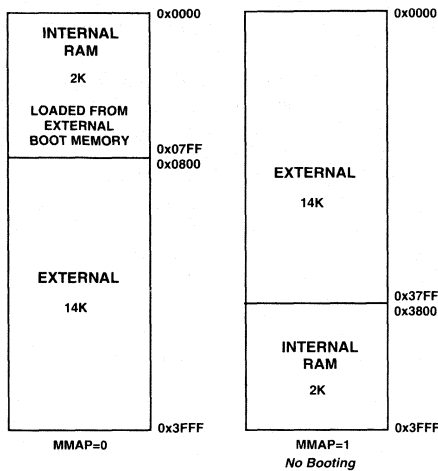 INTERNAL
RAM
2K
LOADED FROM
EXTERNAL
BOOT MEMORY
0x0000
0x07FF
0x0800
EXTERNAL
14K
0x3FFF
MMAP=0
0x0000
EXTERNAL
14K
0x37FF
0x3800
INTERNAL
RAM
2K
0x3FFF
MMAP=1
No Booting